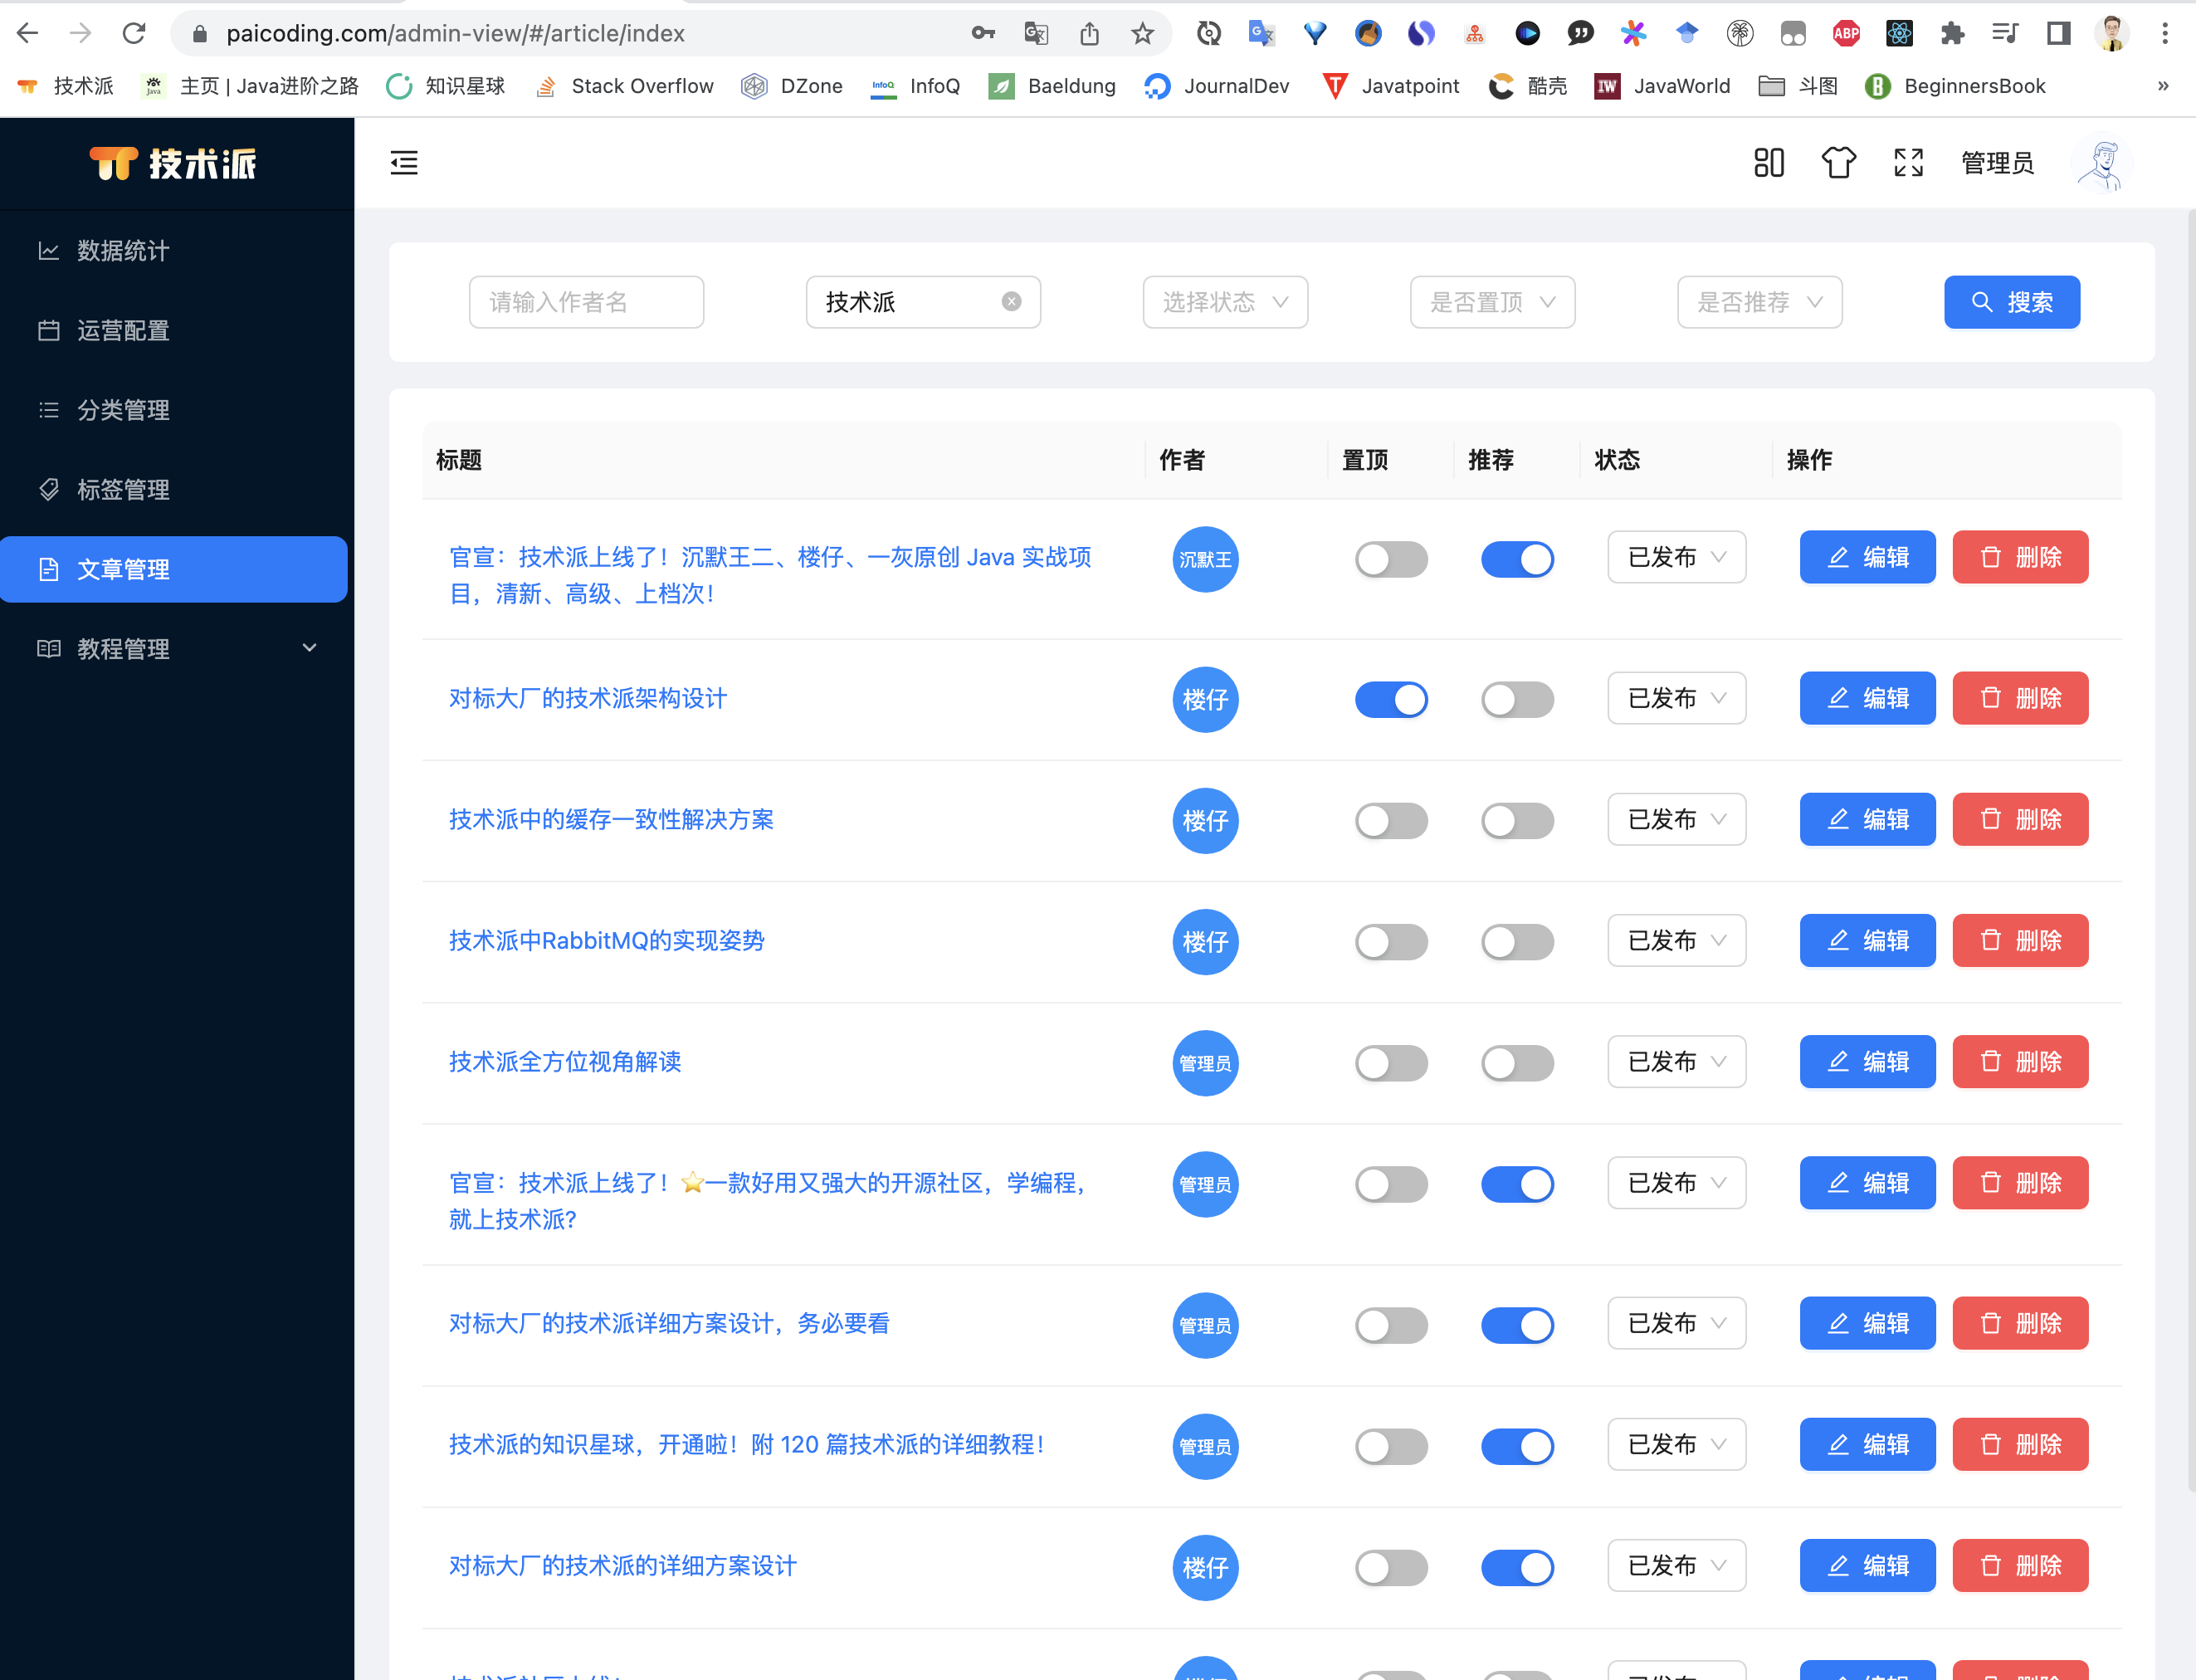 paicoding.com/admin-view/#/article/index
ABP
技术派 主页 | Java进阶之路 知识星球 Stack Overflow DZone InfoQ InfoQ Baeldung JournalDev Javatpoint 酷壳 IW JavaWorld 斗图 B BeginnersBook »
技术派
管理员
数据统计
运营配置
分类管理
标签管理
文章管理
教程管理
请输入作者名 技术派 选择状态 是否置顶 是否推荐 搜索
标题 作者 置顶 推荐 状态 操作
官宣：技术派上线了！沉默王二、楼仔、一灰原创 Java 实战项 沉默王 已发布 编辑 删除
目，清新、高级、上档次！
对标大厂的技术派架构设计 楼仔 已发布 编辑 删除
技术派中的缓存一致性解决方案 楼仔 已发布 编辑 删除
技术派中RabbitMQ的实现姿势 楼仔 已发布 编辑 删除
技术派全方位视角解读 管理员 已发布 编辑 删除
官宣：技术派上线了！⭐一款好用又强大的开源社区，学编程， 管理员 已发布 编辑 删除
就上技术派?
对标大厂的技术派详细方案设计，务必要看 管理员 已发布 编辑 删除
技术派的知识星球，开通啦！附 120 篇技术派的详细教程！ 管理员 已发布 编辑 删除
对标大厂的技术派的详细方案设计 楼仔 已发布 编辑 删除